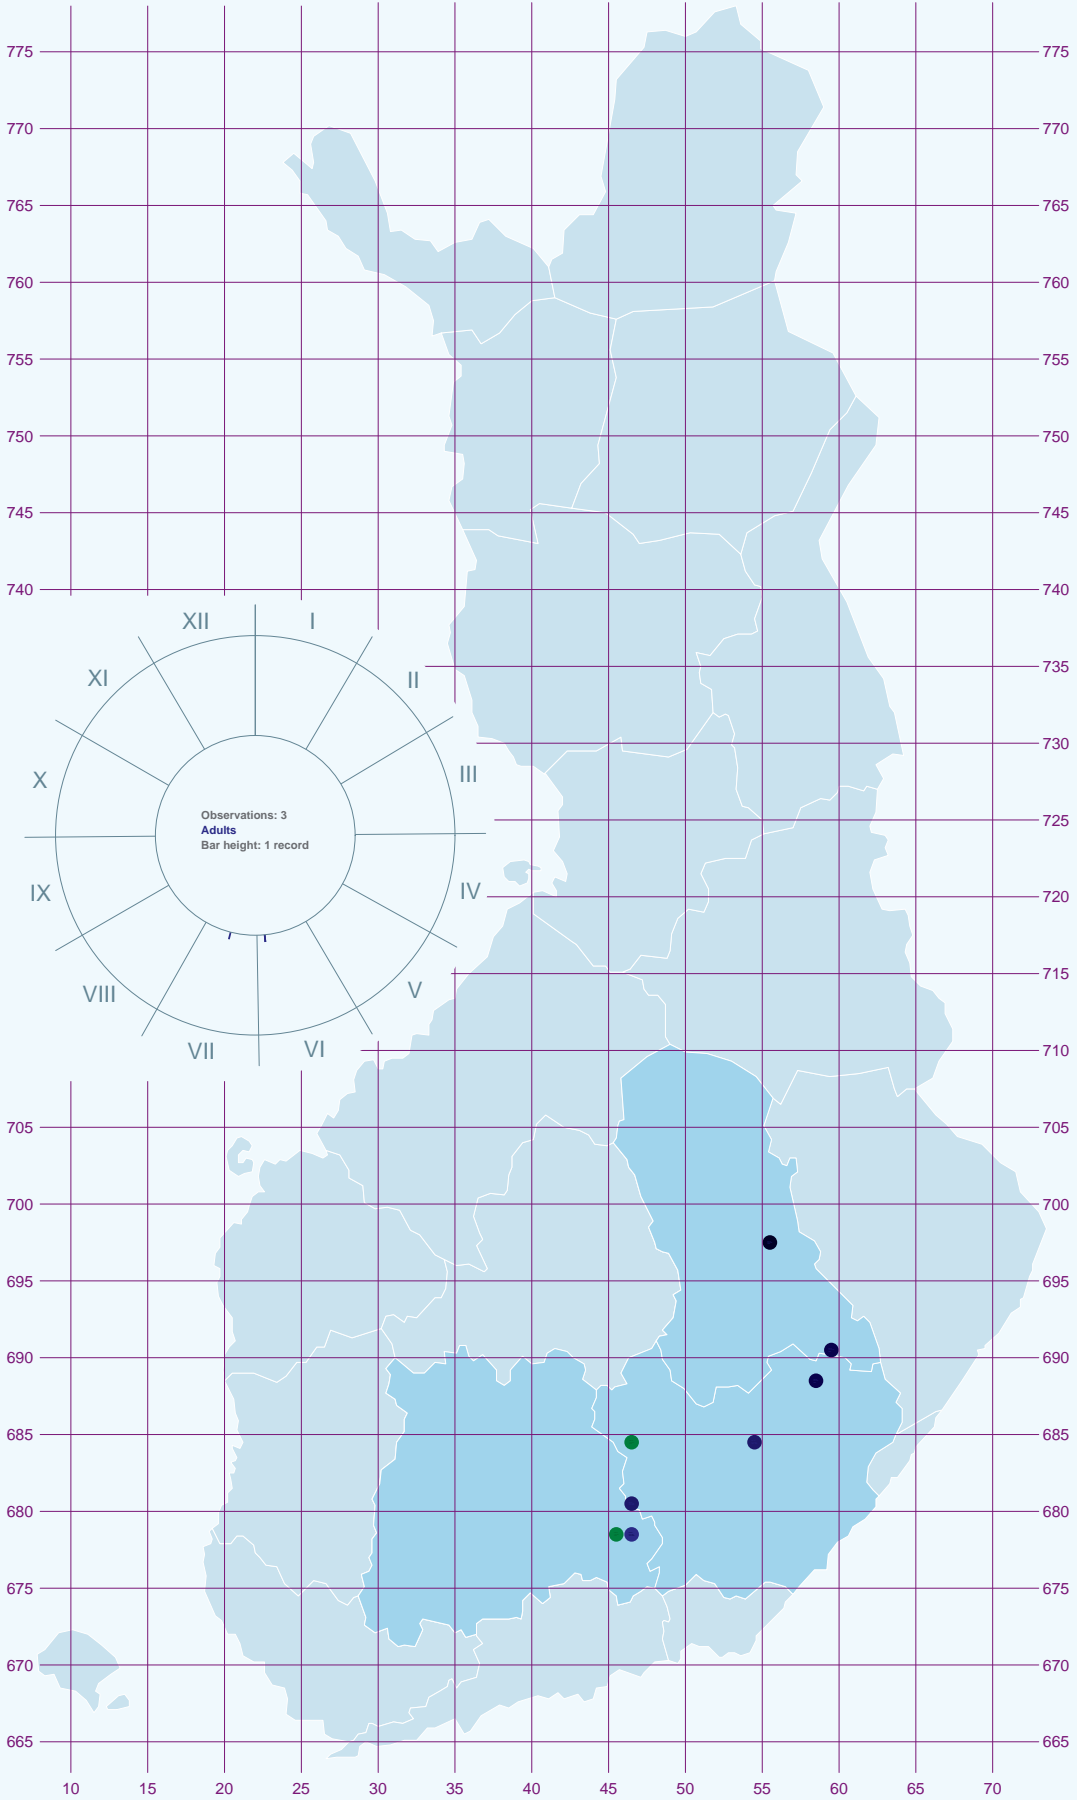 775 775
770 770
765 765
760 760
755 755
750 750
745 745
740 740
XII I
XI II
735
730
X III
Observations: 3
Adults
Bar height: 1 record
725
IX IV
720
VIII V
715
VII VI
710
705 705
700 700
695 695
690 690
685 685
680 680
675 675
670 670
665 665
10 15 20 25 30 35 40 45 50 55 60 65 70